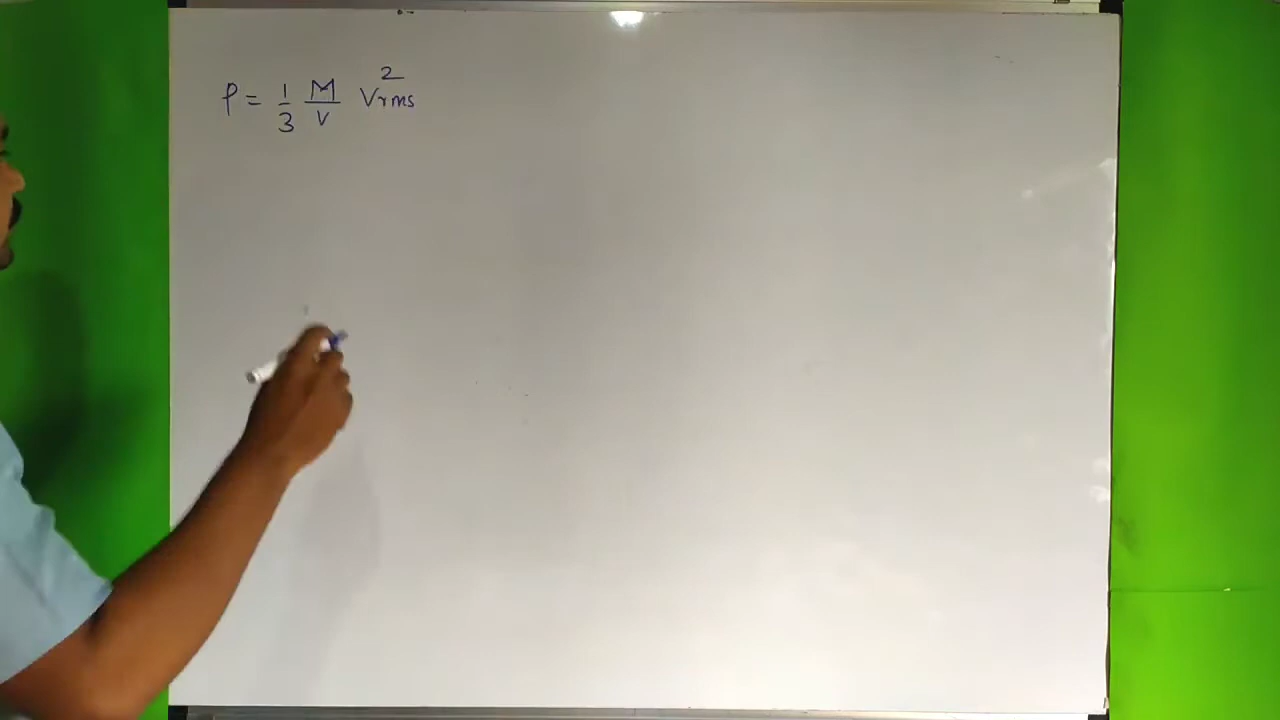 P = 1/3 M/V V²rms